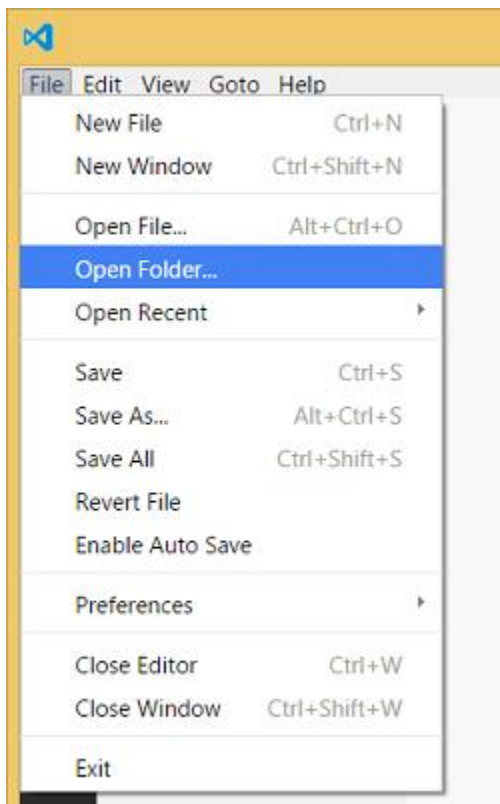 File Edit View Goto Help
New File Ctrl+N
New Window Ctrl+Shift+N
Open File... Alt+Ctrl+O
Open Folder...
Open Recent
Save Ctrl+S
Save As... Alt+Ctrl+S
Save All Ctrl+Shift+S
Revert File
Enable Auto Save
Preferences
Close Editor Ctrl+W
Close Window Ctrl+Shift+W
Exit